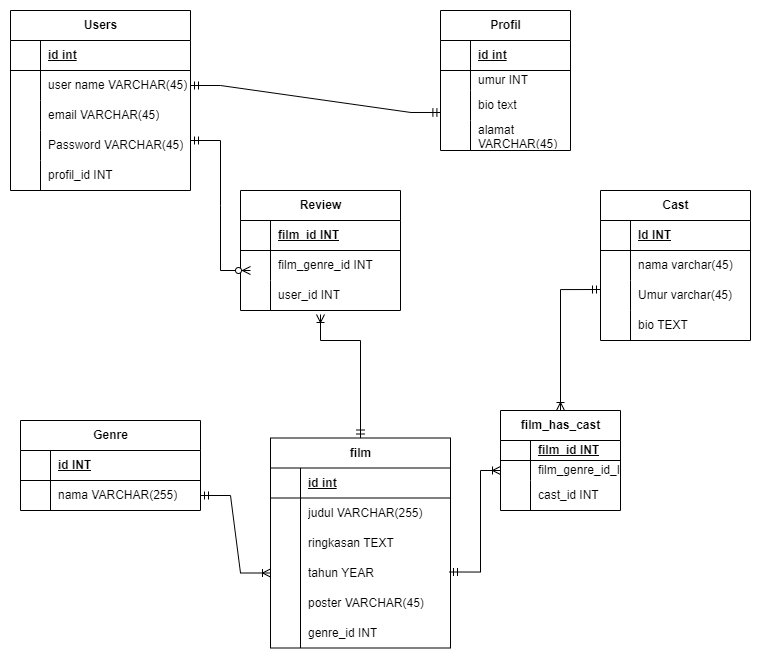 Users
id int
user name VARCHAR(45)
email VARCHAR(45)
Password VARCHAR(45)
profil_id INT
Profil
id int
umur INT
bio text
alamat
VARCHAR(45)
Review
film_id INT
film_genre_id INT
user_id INT
Cast
Id INT
nama varchar(45)
Umur varchar(45)
bio TEXT
Genre
id INT
nama VARCHAR(255)
film
id int
judul VARCHAR(255)
ringkasan TEXT
tahun YEAR
poster VARCHAR(45)
genre_id INT
film_has_cast
film_id INT
film_genre_id_I
cast_id INT